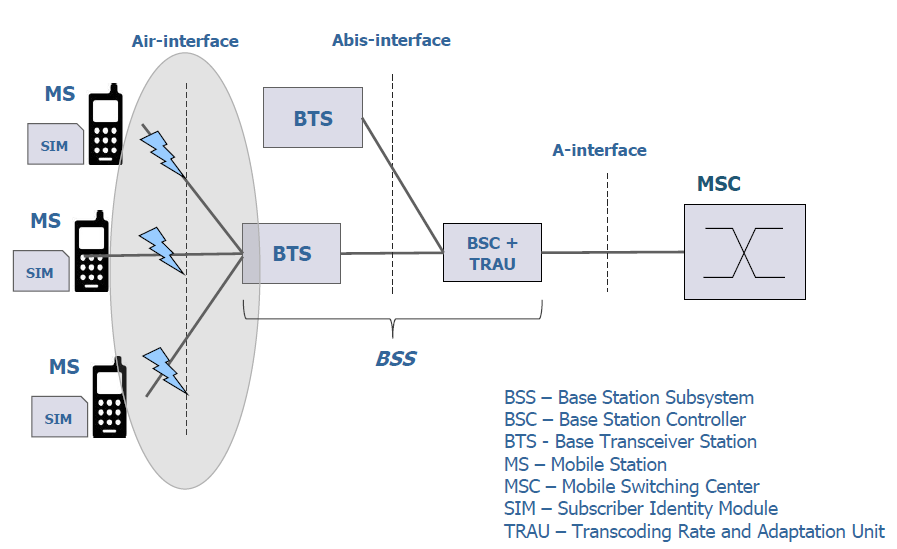 Air-interface
Abis-interface
MS
BTS
SIM
A-interface
MSC
MS
BTS
BSC +
TRAU
SIM
MS
BSS
SIM
BSS – Base Station Subsystem
BSC – Base Station Controller
BTS - Base Transceiver Station
MS – Mobile Station
MSC – Mobile Switching Center
SIM – Subscriber Identity Module
TRAU – Transcoding Rate and Adaptation Unit